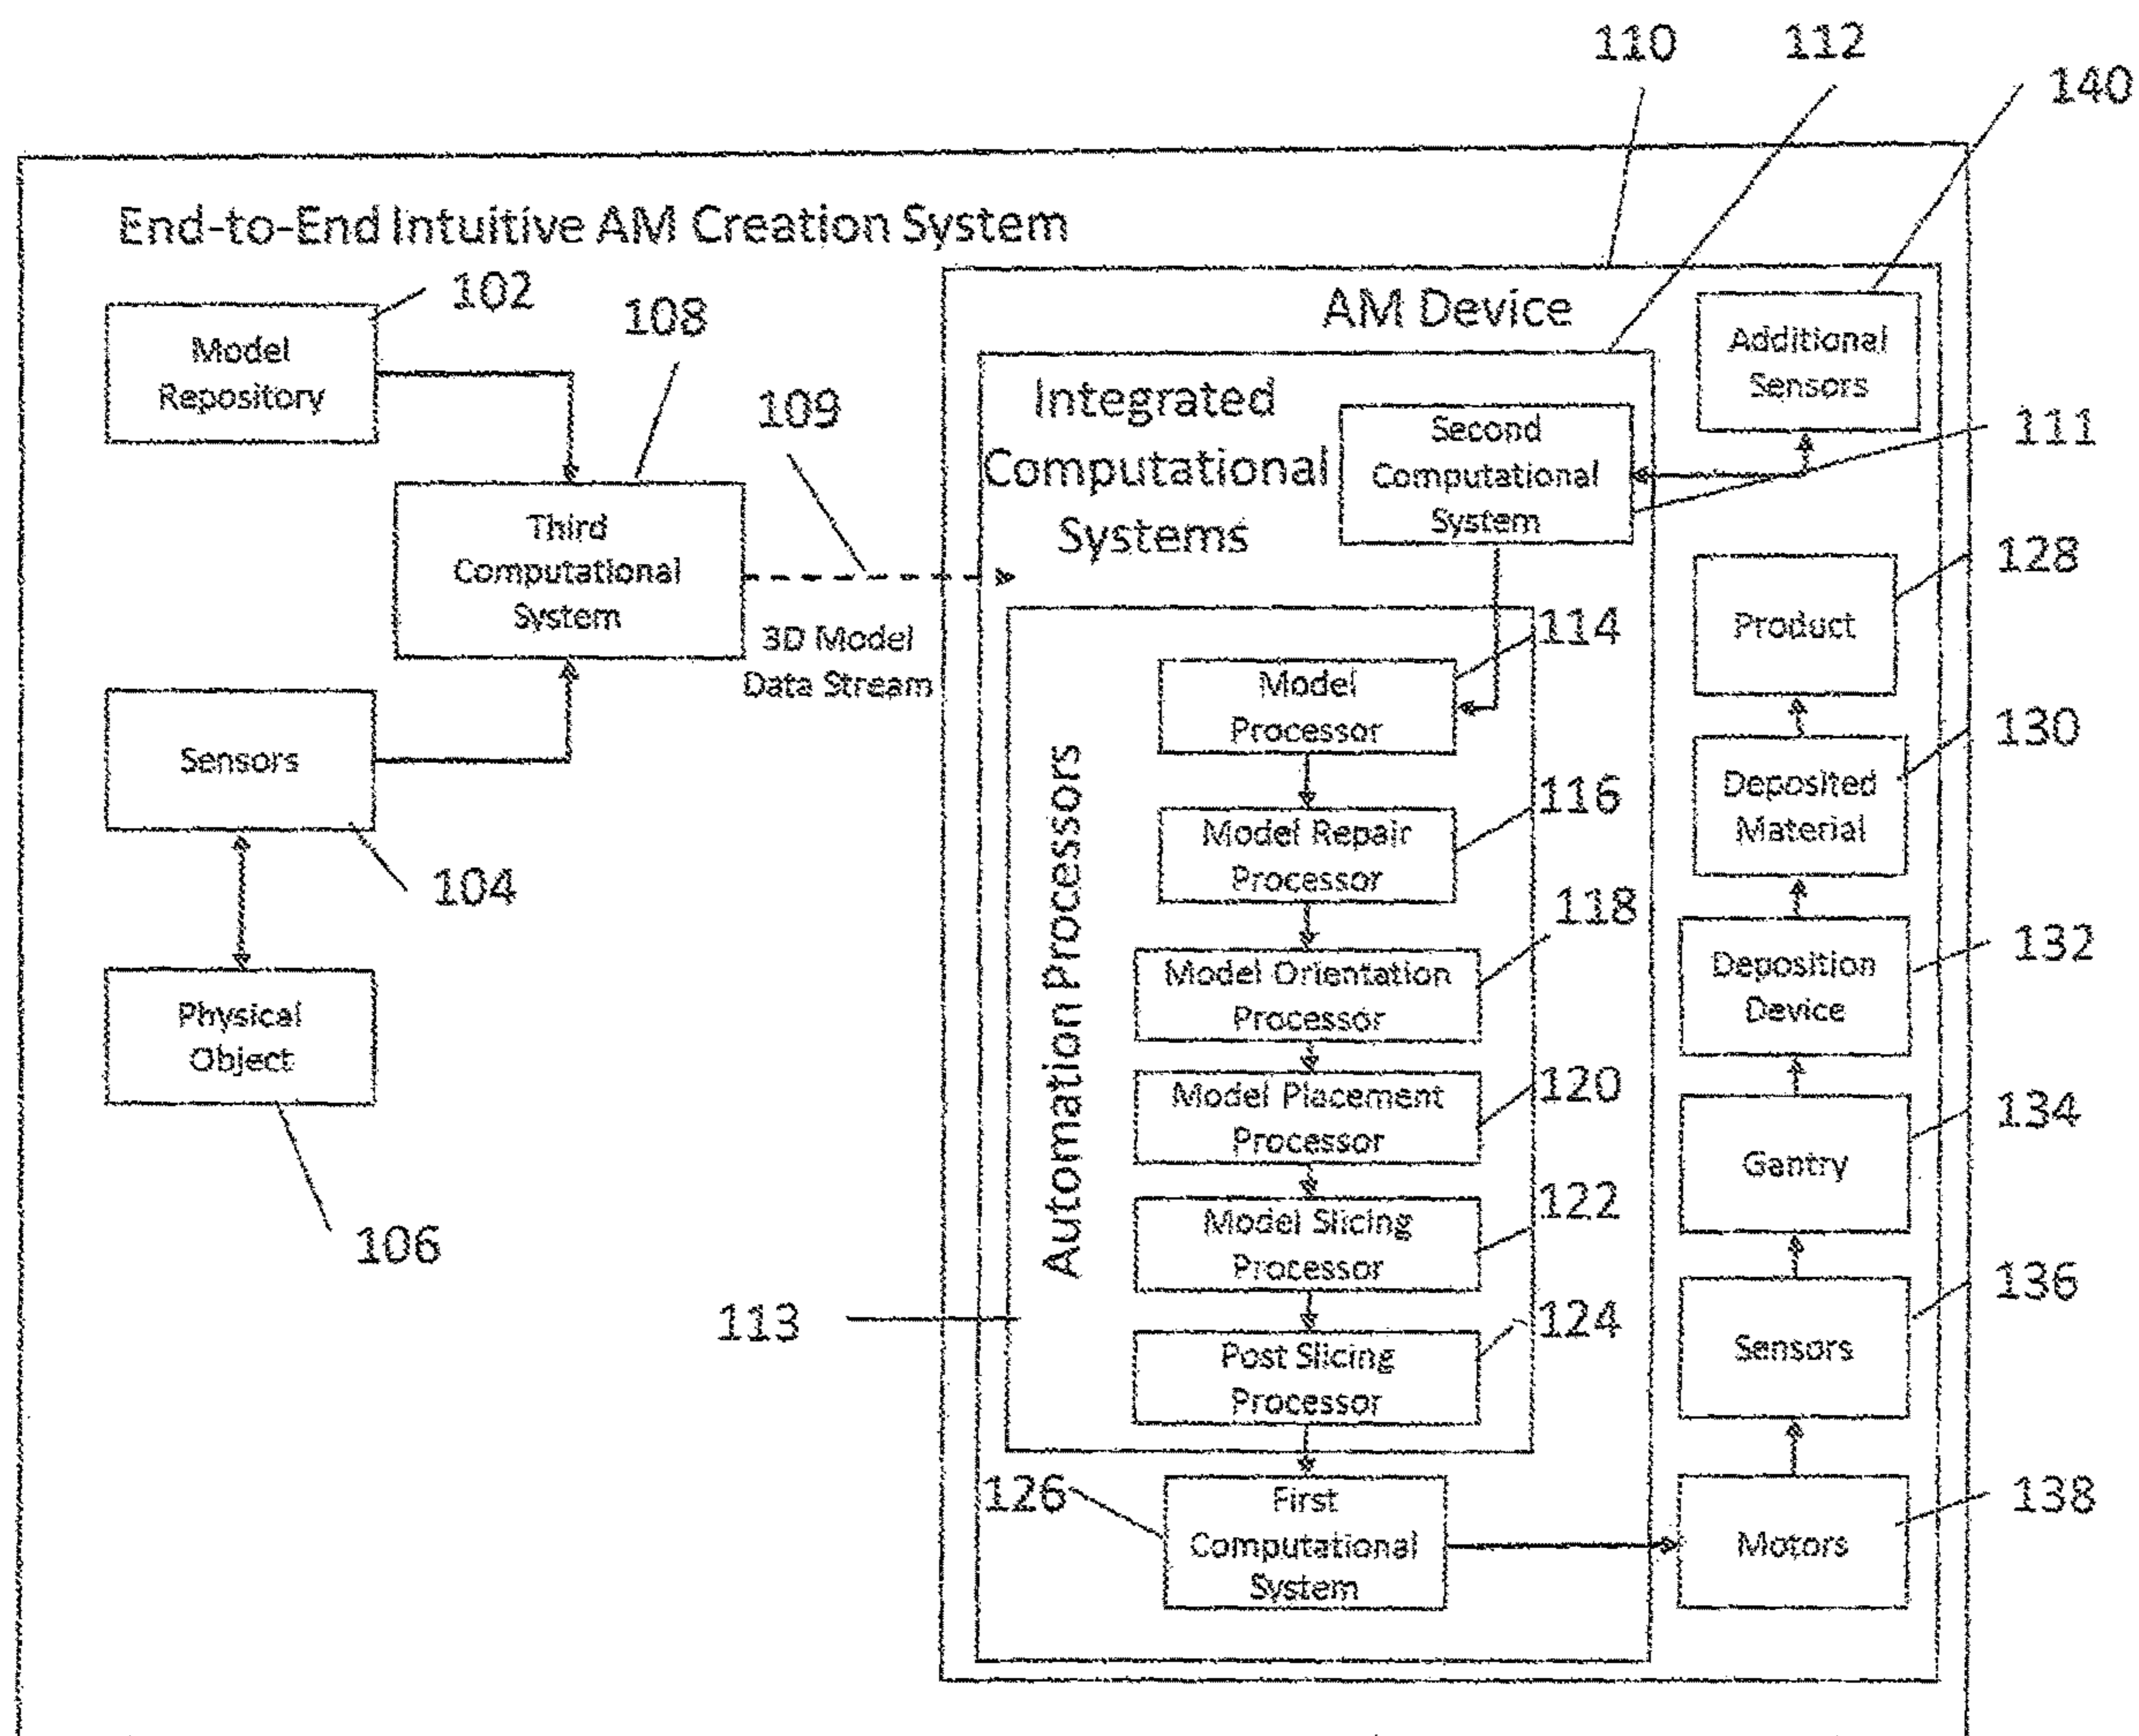 110
112
140
End-to-End Intuitive AM Creation System
102
Model
Repository
108
109
Third
Computational
System
3D Model
Data Stream
Sensors
104
Physical
Object
106
AM Device
Integrated
Computational
Systems
Second
Computational
System
111
Additional
Sensors
Automation Processors
113
Model
Processor
114
Model Repair
Processor
116
Model Orientation
Processor
118
Model Placement
Processor
120
Model Slicing
Processor
122
Post Slicing
Processor
124
126
First
Computational
System
Product
128
Deposited
Material
130
Deposition
Device
132
Gantry
134
Sensors
136
Motors
138